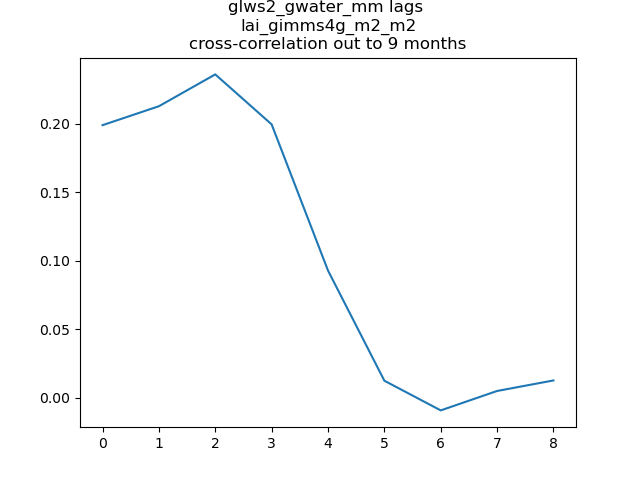 glws2_gwater_mm lags
lai_gimms4g_m2_m2
cross-correlation out to 9 months
0.20
0.15
0.10
0.05
0.00
0 1 2 3 4 5 6 7 8